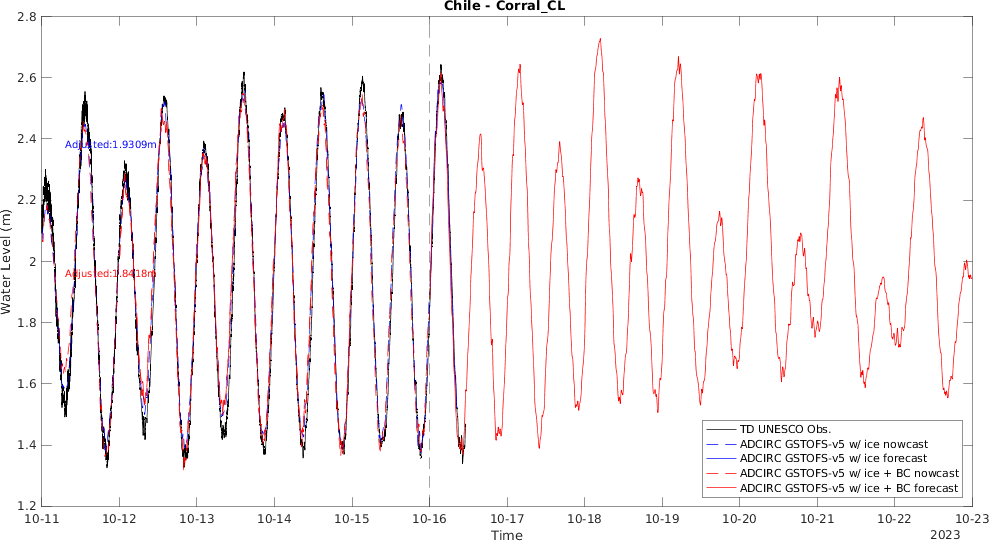 Chile - Corral_CL
Water Level (m)
2.8
2.6
2.4
2.2
2
1.8
1.6
1.4
1.2
Adjusted:1.9309m
Adjusted:1.8418m
TD UNESCO Obs.
ADCIRC GSTOFS-v5 w/ ice nowcast
ADCIRC GSTOFS-v5 w/ ice forecast
ADCIRC GSTOFS-v5 w/ ice + BC nowcast
ADCIRC GSTOFS-v5 w/ ice + BC forecast
10-11 10-12 10-13 10-14 10-15 10-16 10-17 10-18 10-19 10-20 10-21 10-22 10-23
Time
2023